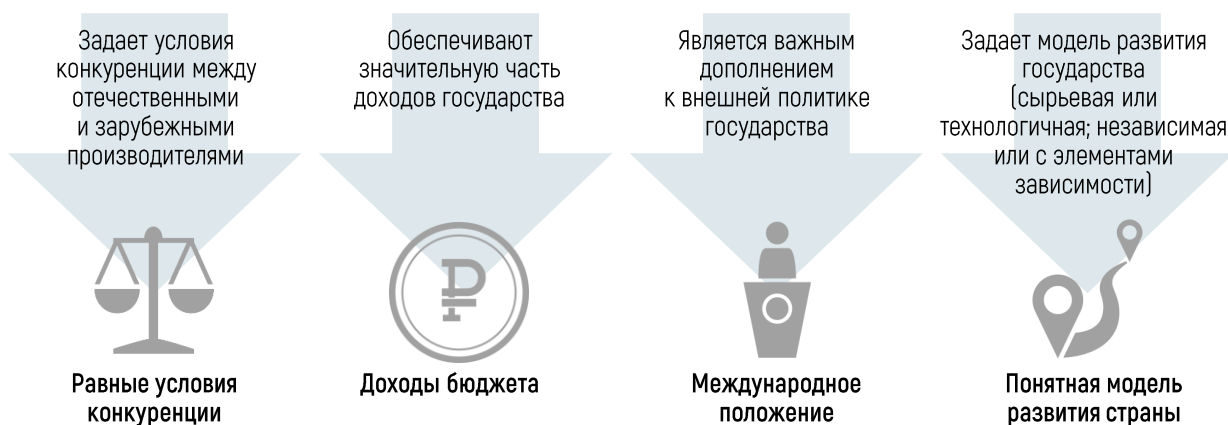 Задает условия
конкуренции между
отечественными
и зарубежными
производителями
Равные условия
конкуренции
Обеспечивают
значительную часть
доходов государства
Доходы бюджета
Является важным
дополнением
к внешней политике
государства
Международное
положение
Задает модель развития
государства
(сырьевая или
технологичная; независимая
или с элементами
зависимости)
Понятная модель
развития страны